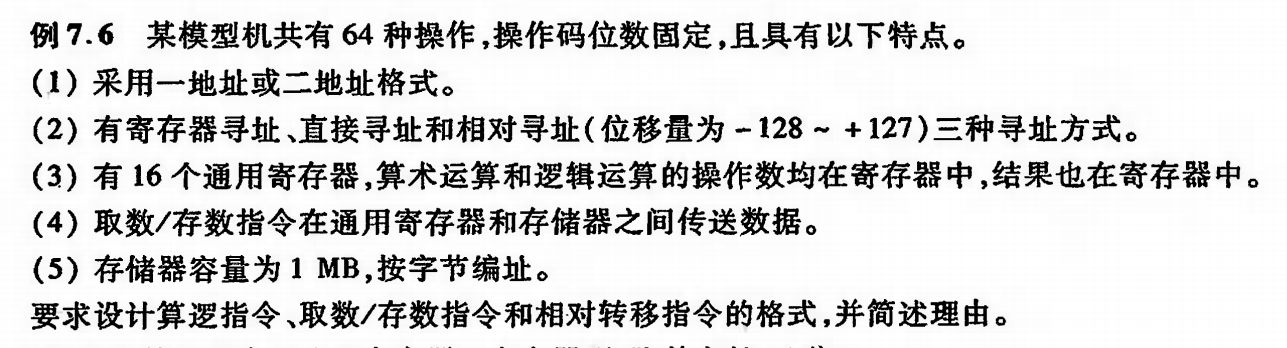 例7.6 某模型机共有64种操作,操作码位数固定,且具有以下特点。
(1) 采用一地址或二地址格式。
(2) 有寄存器寻址、直接寻址和相对寻址(位移量为-128~+127)三种寻址方式。
(3) 有16个通用寄存器,算术运算和逻辑运算的操作数均在寄存器中,结果也在寄存器中。
(4) 取数/存数指令在通用寄存器和存储器之间传送数据。
(5) 存储器容量为1 MB,按字节编址。
要求设计算逻指令、取数/存数指令和相对转移指令的格式,并简述理由。